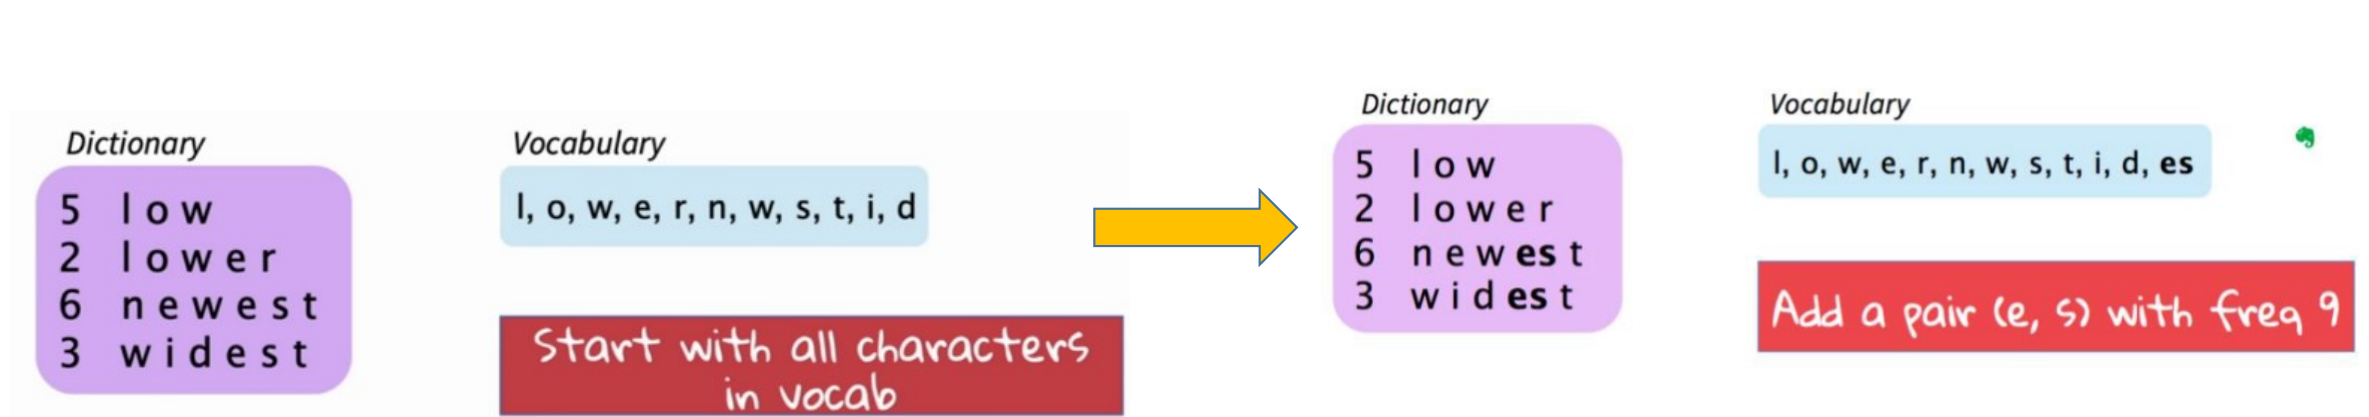 Dictionary
5 l o w
2 l o w e r
6 n e w e s t
3 w i d e s t
Vocabulary
l, o, w, e, r, n, w, s, t, i, d
Start with all characters
in vocab
Dictionary
5 l o w
2 l o w e r
6 n e w es t
3 w i d es t
Vocabulary
l, o, w, e, r, n, w, s, t, i, d, es
Add a pair (e, s) with freq 9